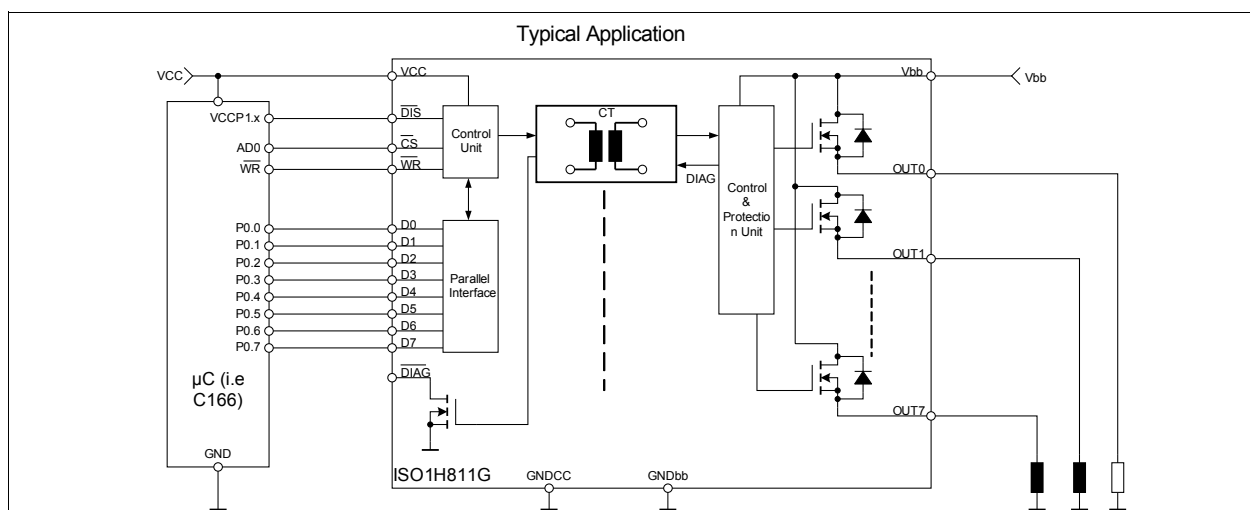 Typical Application
VCC
VCC
Vbb
Vbb
VCCP1.x
DIS
Control
Unit
CT
AD0
CS
WR
WR
DIAG
OUT0
Control
&
Protectio
n Unit
P0.0
D0
P0.1
D1
OUT1
P0.2
D2
P0.3
D3
Parallel
Interface
P0.4
D4
P0.5
D5
P0.6
D6
P0.7
D7
DIAG
µC (i.e
C166)
OUT7
GND
ISO1H811G
GNDCC
GNDbb